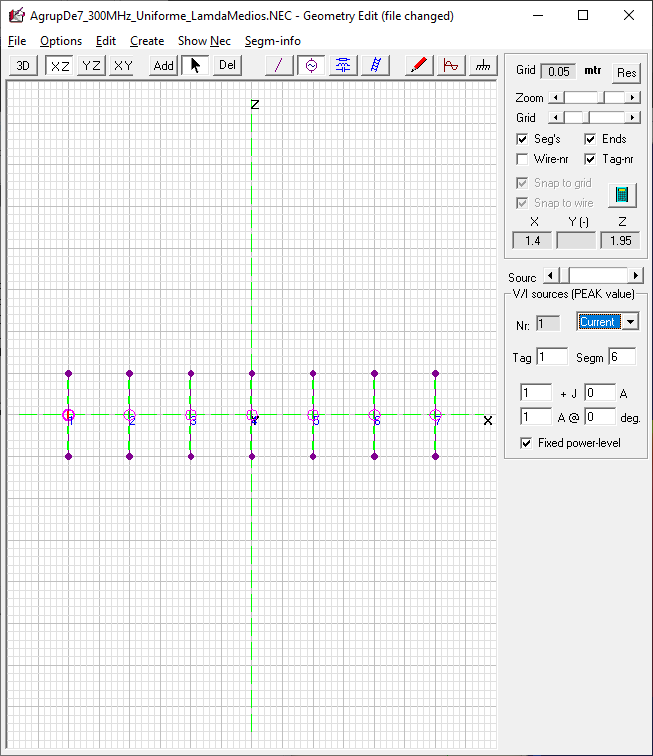 AgrupDe7_300MHz_Uniforme_LamdaMedios.NEC - Geometry Edit (file changed)
File Options Edit Create Show Nec Segm-info
3D XZ YZ XY Add Del
Grid 0.05 mtr Res
Zoom
Grid
Seg's Ends
Wire-nr Tag-nr
Snap to grid
Snap to wire
X Y (-) Z
1.4 1.95
Sourc
V/I sources (PEAK value)
Nr: 1 Current
Tag 1 Segm 6
1 + J 0 A
1 A @ 0 deg.
Fixed power-level
Z
1 2 3 4 5 6 7 X